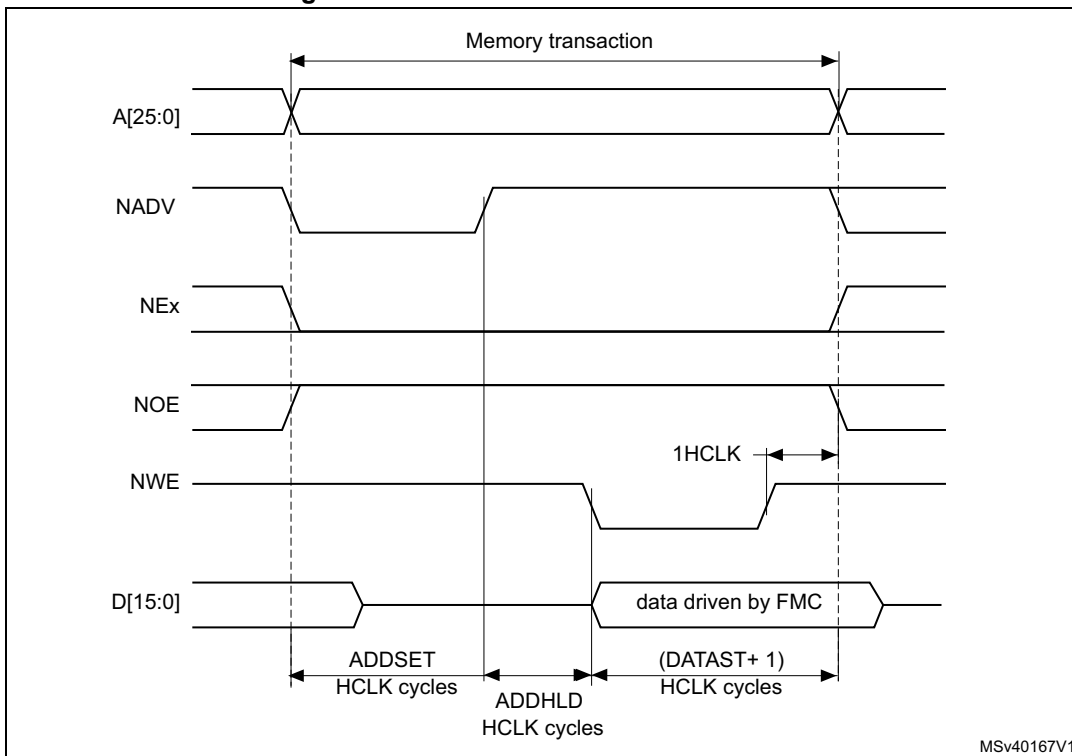 Memory transaction
A[25:0]
NADV
NEx
NOE
1HCLK
NWE
D[15:0]
data driven by FMC
ADDSET
HCLK cycles
(DATAST+ 1)
HCLK cycles
ADDHLD
HCLK cycles
MSv40167V1